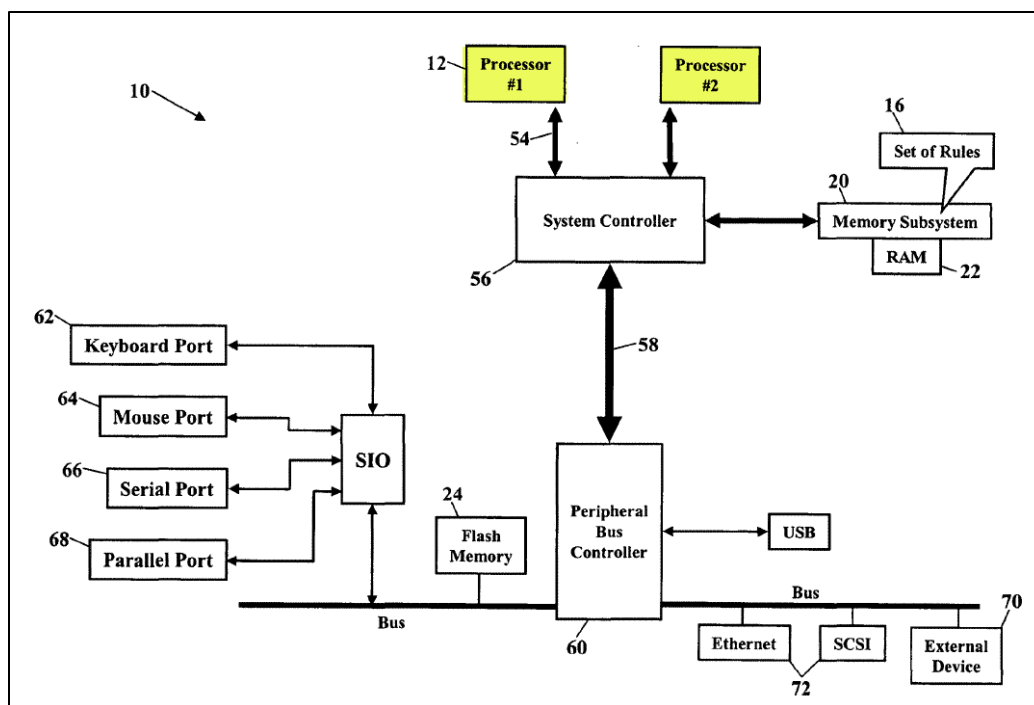 12
Processor
#1
Processor
#2
10
54
16
Set of Rules
20
System Controller
Memory Subsystem
RAM
22
56
62
Keyboard Port
58
64
Mouse Port
SIO
66
Serial Port
24
Flash
Memory
Peripheral
Bus
Controller
USB
68
Parallel Port
Bus
Bus
70
60
Ethernet
SCSI
External
Device
72